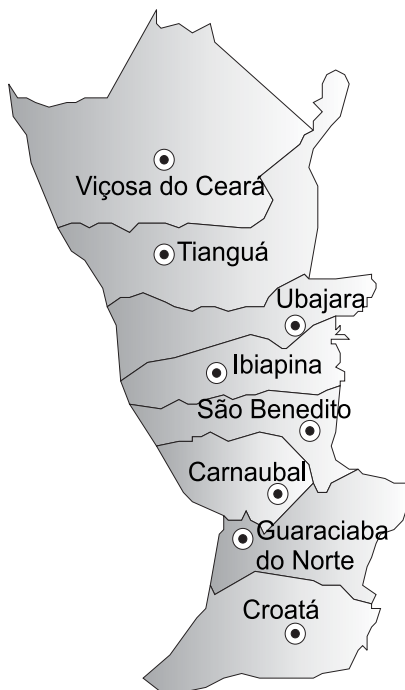 Viçosa do Ceará
Tianguá
Ubajara
Ibiapina
São Benedito
Carnaubal
Guaraciaba
do Norte
Croatá